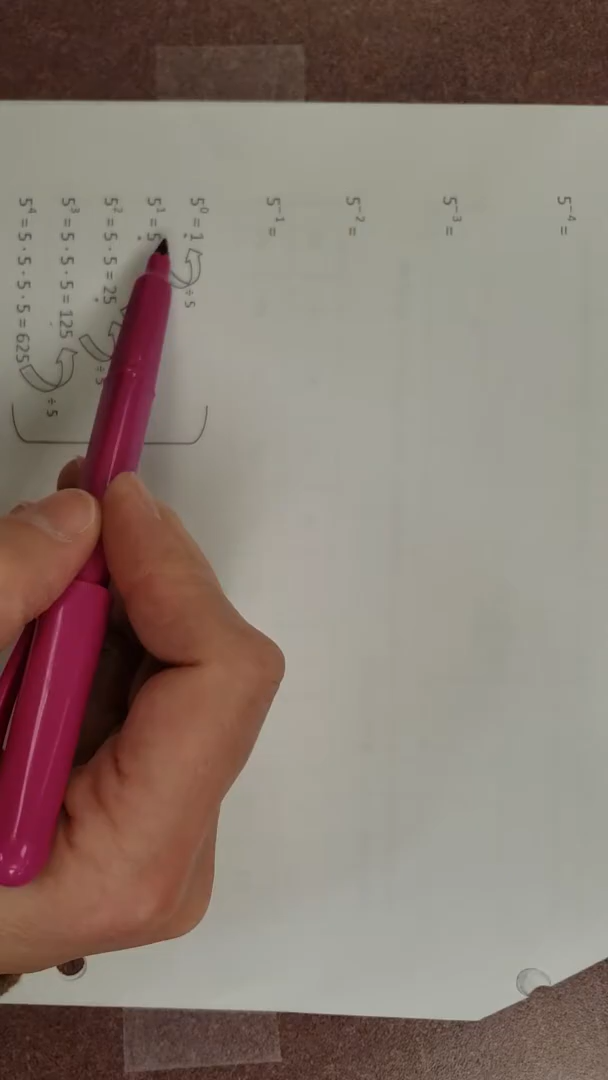 5⁻⁴ =
5⁻³ =
5⁻² =
5⁻¹ =
5⁰ = 1
÷ 5
5¹ = 5
5² = 5 · 5 = 25
÷ 5
5³ = 5 · 5 · 5 = 125
÷ 5
5⁴ = 5 · 5 · 5 · 5 = 625